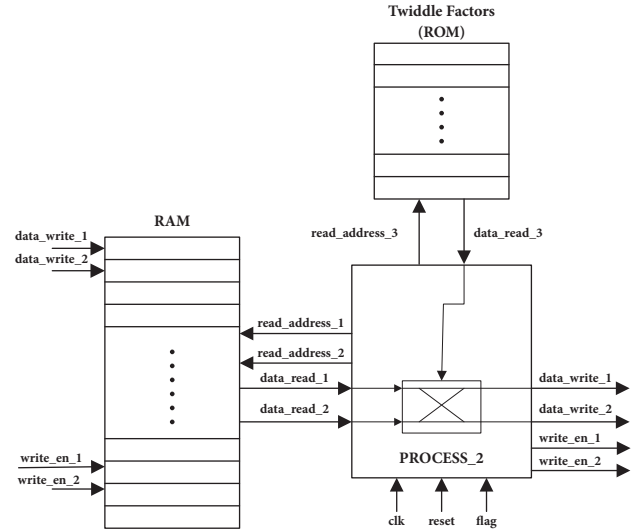 Twiddle Factors
(ROM)
RAM
data_write_1
data_write_2
read_address_3
data_read_3
read_address_1
read_address_2
data_read_1
data_read_2
data_write_1
data_write_2
write_en_1
write_en_2
write_en_1
write_en_2
PROCESS_2
clk
reset
flag